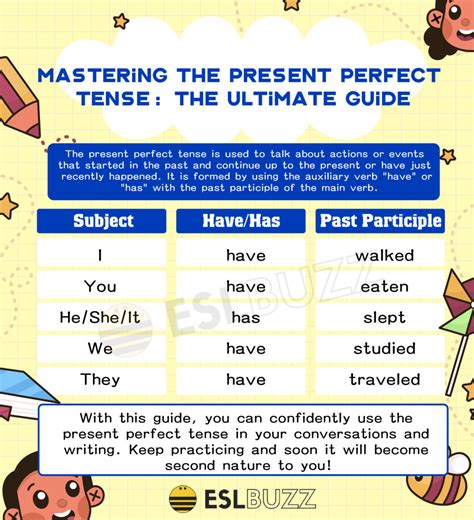 MASTERING THE PRESENT PERFECT
TENSE: THE ULTIMATE GUIDE
The present perfect tense is used to talk about actions or events
that started in the past and continue up to the present or have just
recently happened. It is formed by using the auxiliary verb "have" or
"has" with the past participle of the main verb.
Subject Have/Has Past Participle
I have walked
You have eaten
ESLBUZZ
He/She/It has slept
We have studied
They have traveled
With this guide, you can confidently use the
present perfect tense in your conversations and
writing. Keep practicing and soon it will become
second nature to you!
ESLBUZZ